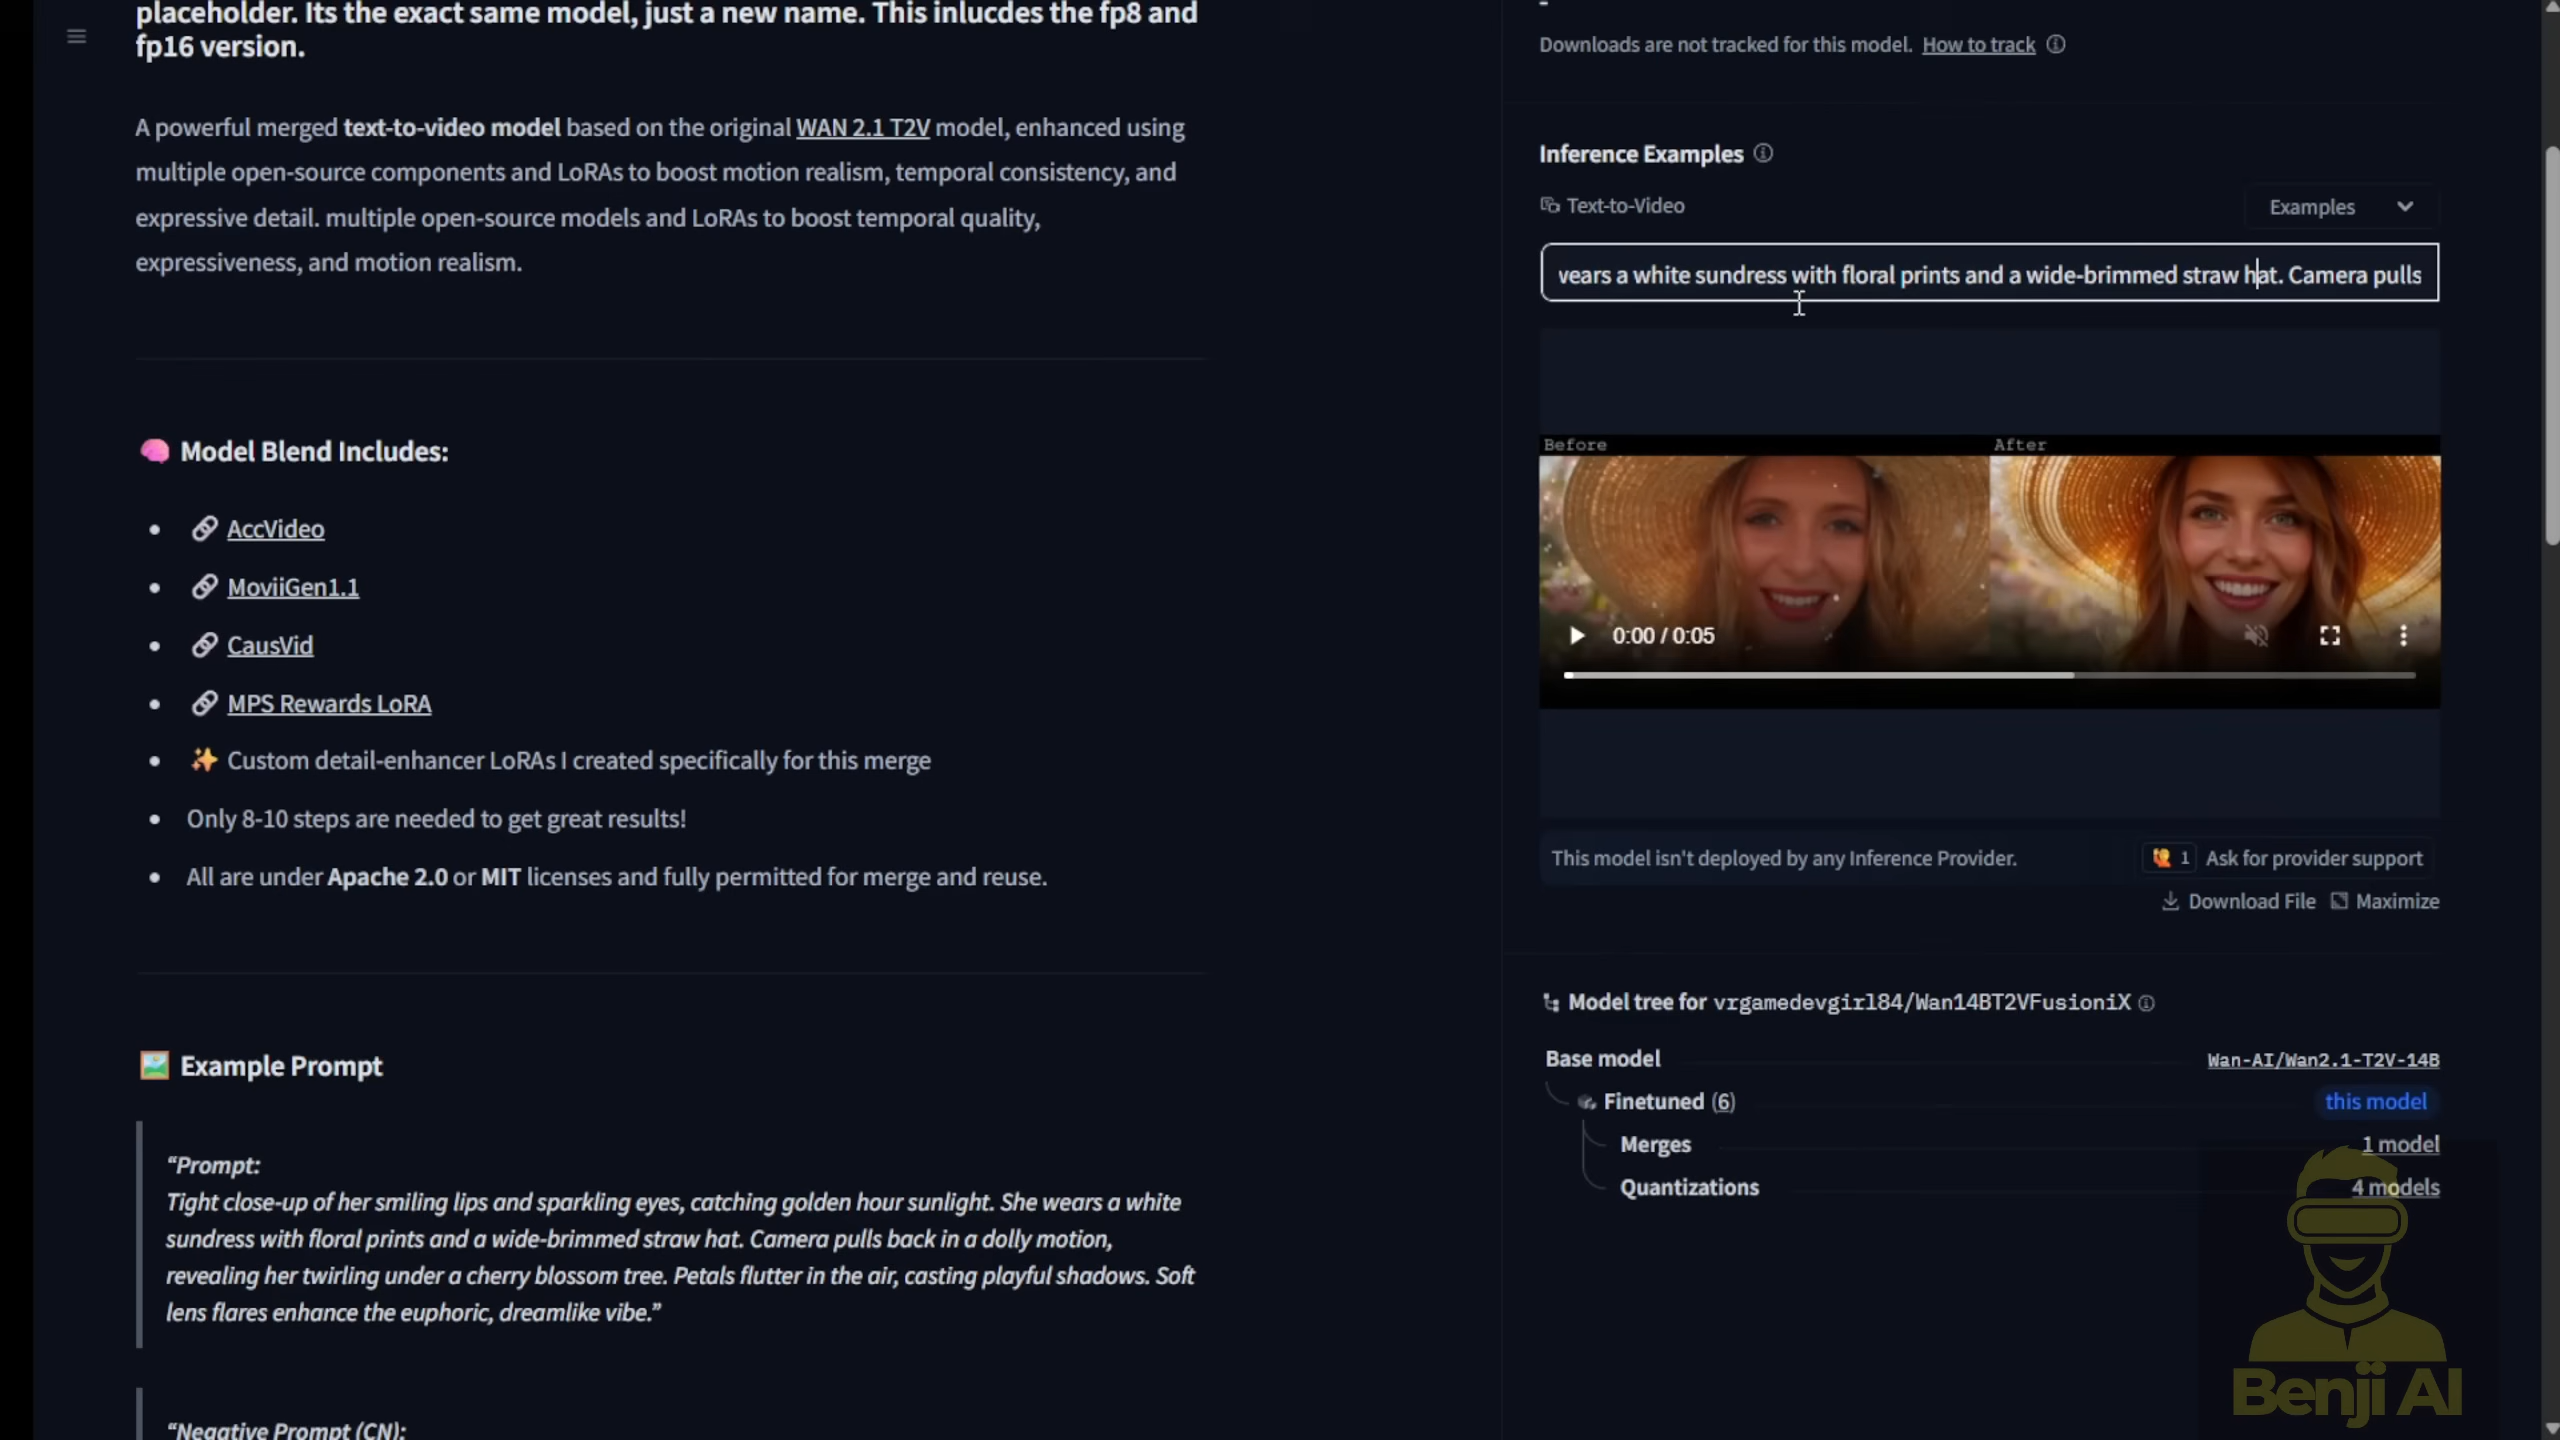 placeholder. Its the exact same model, just a new name. This inlucdes the fp8 and
fp16 version.
A powerful merged text-to-video model based on the original WAN 2.1 T2V model, enhanced using
multiple open-source components and LoRAs to boost motion realism, temporal consistency, and
expressive detail. multiple open-source models and LoRAs to boost temporal quality,
expressiveness, and motion realism.
🧠 Model Blend Includes:
• 🔗 AccVideo
• 🔗 MoviiGen1.1
• 🔗 CausVid
• 🔗 MPS Rewards LoRA
• ✨ Custom detail-enhancer LoRAs I created specifically for this merge
• Only 8-10 steps are needed to get great results!
• All are under Apache 2.0 or MIT licenses and fully permitted for merge and reuse.
🖼️ Example Prompt
“Prompt:
Tight close-up of her smiling lips and sparkling eyes, catching golden hour sunlight. She wears a white
sundress with floral prints and a wide-brimmed straw hat. Camera pulls back in a dolly motion,
revealing her twirling under a cherry blossom tree. Petals flutter in the air, casting playful shadows. Soft
lens flares enhance the euphoric, dreamlike vibe.”
“Negative Prompt (CN):
Downloads are not tracked for this model. How to track
Inference Examples
Text-to-Video
Examples
wears a white sundress with floral prints and a wide-brimmed straw hat. Camera pulls
Before
After
0:00 / 0:05
This model isn't deployed by any Inference Provider.
1 Ask for provider support
Download File
Maximize
Model tree for vrgamedevgirl84/Wan14BT2VFusioniX
Base model
Wan-AI/Wan2.1-T2V-14B
Finetuned (6)
this model
Merges
1 model
Quantizations
4 models
Benji AI